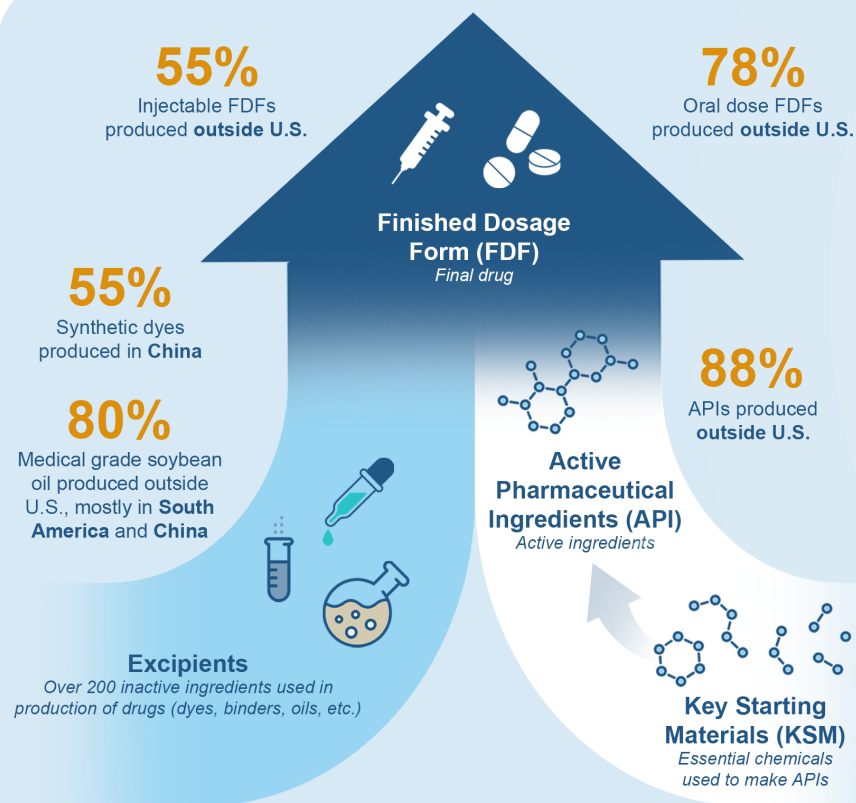 55%
Injectable FDFs
produced outside U.S.
78%
Oral dose FDFs
produced outside U.S.
Finished Dosage
Form (FDF)
Final drug
55%
Synthetic dyes
produced in China
80%
Medical grade soybean
oil produced outside
U.S., mostly in South
America and China
88%
APIs produced
outside U.S.
Active
Pharmaceutical
Ingredients (API)
Active ingredients
Excipients
Over 200 inactive ingredients used in
production of drugs (dyes, binders, oils, etc.)
Key Starting
Materials (KSM)
Essential chemicals
used to make APIs